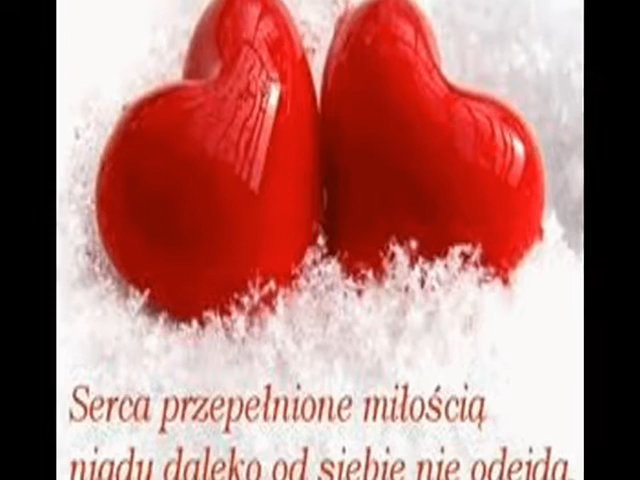 Serca przepełnione miłością
nigdy daleko od siebie nie odejdą.